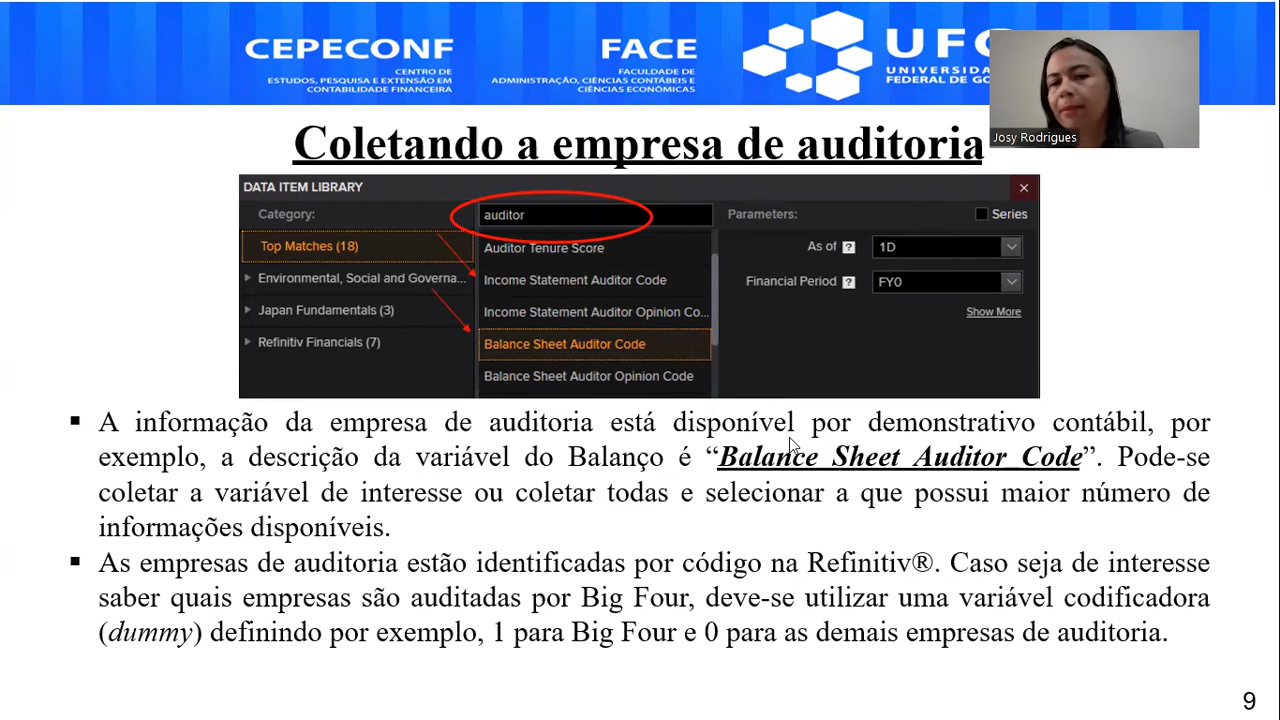 CEPECONF
CENTRO DE
ESTUDOS, PESQUISA E EXTENSÃO EM
CONTABILIDADE FINANCEIRA
FACE
FACULDADE DE
ADMINISTRAÇÃO, CIÊNCIAS CONTÁBEIS E
CIÊNCIAS ECONÔMICAS
UFG
FEDERAL DE
Josy Rodrigues
Coletando a empresa de auditoria
DATA ITEM LIBRARY
Category:
auditor
Parameters:
Series
Top Matches (18)
Environmental, Social and Governa...
Japan Fundamentals (3)
Refinitiv Financials (7)
Auditor Tenure Score
Income Statement Auditor Code
Income Statement Auditor Opinion Co...
Balance Sheet Auditor Code
Balance Sheet Auditor Opinion Code
As of ? 1D
Financial Period ? FY0
Show More
▪ A informação da empresa de auditoria está disponível por demonstrativo contábil, por
exemplo, a descrição da variável do Balanço é “Balance Sheet Auditor Code”. Pode-se
coletar a variável de interesse ou coletar todas e selecionar a que possui maior número de
informações disponíveis.
▪ As empresas de auditoria estão identificadas por código na Refinitiv®. Caso seja de interesse
saber quais empresas são auditadas por Big Four, deve-se utilizar uma variável codificadora
(dummy) definindo por exemplo, 1 para Big Four e 0 para as demais empresas de auditoria.
9